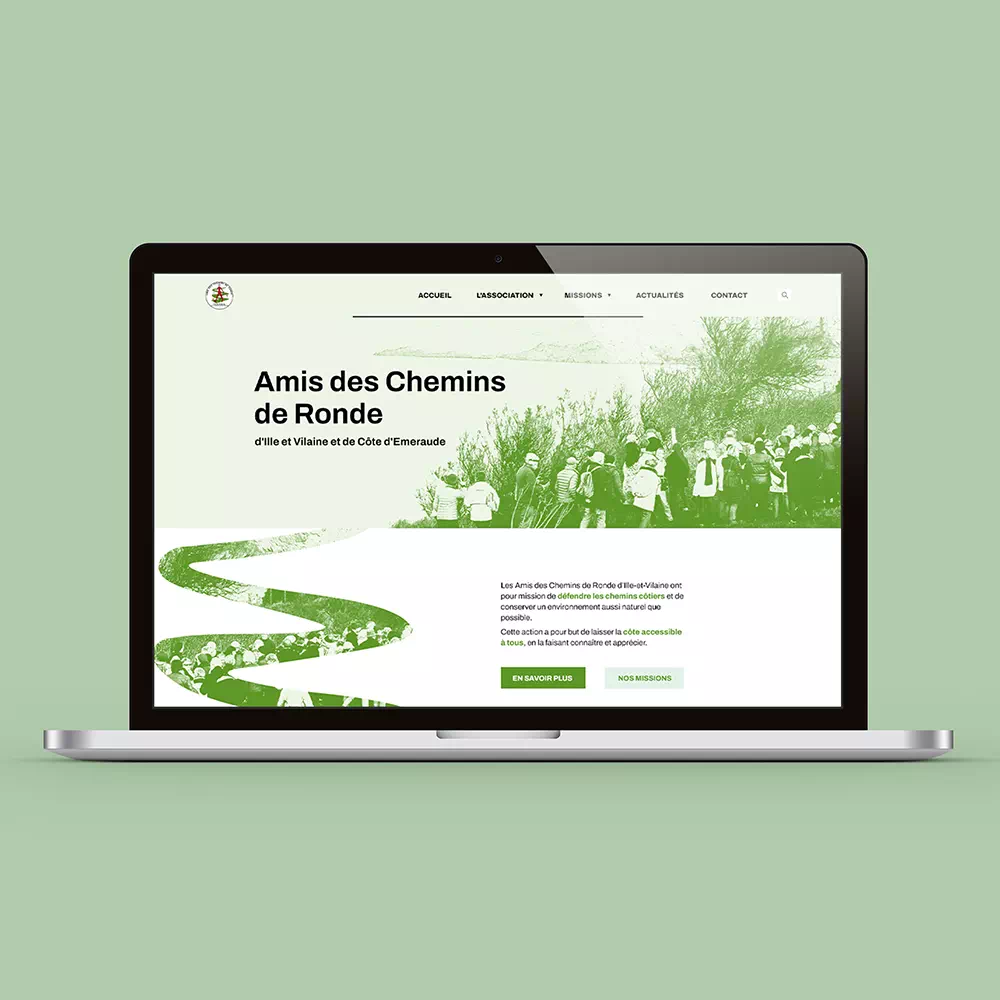 ACCUEIL L'ASSOCIATION ▼ MISSIONS ▼ ACTUALITÉS CONTACT
Amis des Chemins
de Ronde
d'Ille et Vilaine et de Côte d'Emeraude
Les Amis des Chemins de Ronde d'Ille-et-Vilaine ont
pour mission de défendre les chemins côtiers et de
conserver un environnement aussi naturel que
possible.
Cette action a pour but de laisser la côte accessible
à tous, en la faisant connaître et apprécier.
EN SAVOIR PLUS NOS MISSIONS